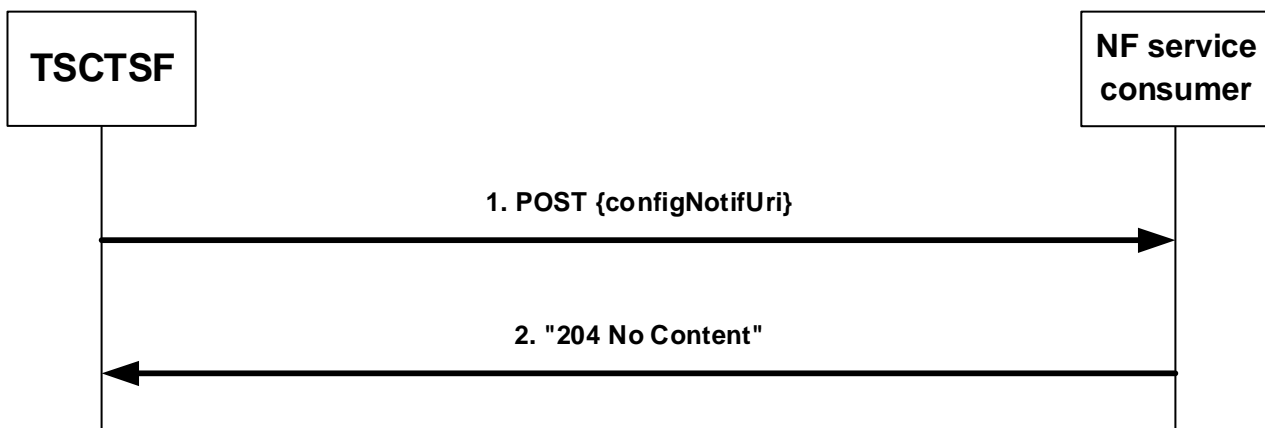 TSCTSF
NF service
consumer
1. POST {configNotifUri}
2. "204 No Content"